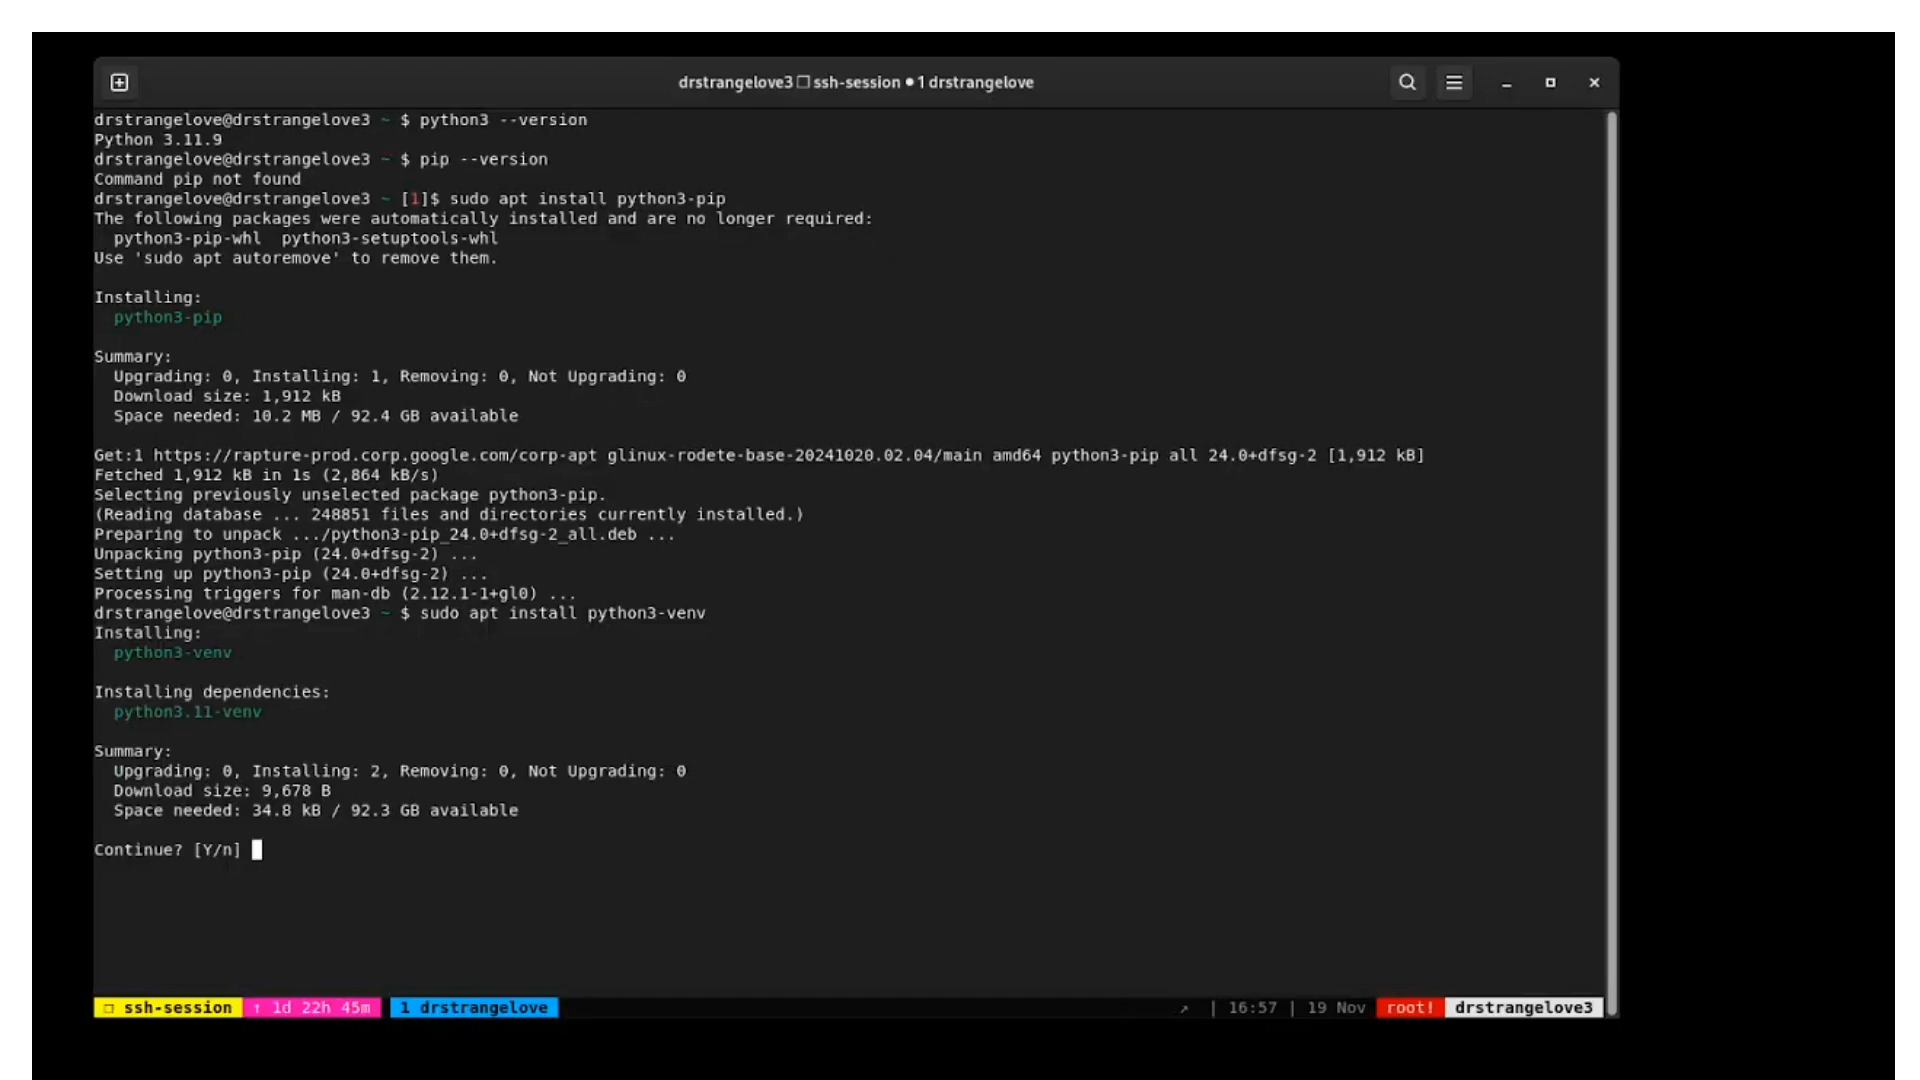 drstrangelove3 ❐ ssh-session ● 1 drstrangelove
drstrangelove@drstrangelove3 ~ $ python3 --version
Python 3.11.9
drstrangelove@drstrangelove3 ~ $ pip --version
Command pip not found
drstrangelove@drstrangelove3 ~ [1]$ sudo apt install python3-pip
The following packages were automatically installed and are no longer required:
  python3-pip-whl  python3-setuptools-whl
Use 'sudo apt autoremove' to remove them.
Installing:
  python3-pip
Summary:
  Upgrading: 0, Installing: 1, Removing: 0, Not Upgrading: 0
  Download size: 1,912 kB
  Space needed: 10.2 MB / 92.4 GB available
Get:1 https://rapture-prod.corp.google.com/corp-apt glinux-rodete-base-20241020.02.04/main amd64 python3-pip all 24.0+dfsg-2 [1,912 kB]
Fetched 1,912 kB in 1s (2,864 kB/s)
Selecting previously unselected package python3-pip.
(Reading database ... 248851 files and directories currently installed.)
Preparing to unpack .../python3-pip_24.0+dfsg-2_all.deb ...
Unpacking python3-pip (24.0+dfsg-2) ...
Setting up python3-pip (24.0+dfsg-2) ...
Processing triggers for man-db (2.12.1-1+gl0) ...
drstrangelove@drstrangelove3 ~ $ sudo apt install python3-venv
Installing:
  python3-venv
Installing dependencies:
  python3.11-venv
Summary:
  Upgrading: 0, Installing: 2, Removing: 0, Not Upgrading: 0
  Download size: 9,678 B
  Space needed: 34.8 kB / 92.3 GB available
Continue? [Y/n]
❐ ssh-session ↑ 1d 22h 45m 1 drstrangelove ↗ | 16:57 | 19 Nov root! drstrangelove3